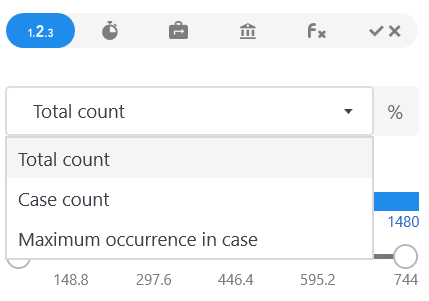 1.2.3 fx
Total count %
Total count
Case count
Maximum occurrence in case
1480
148.8 297.6 446.4 595.2 744